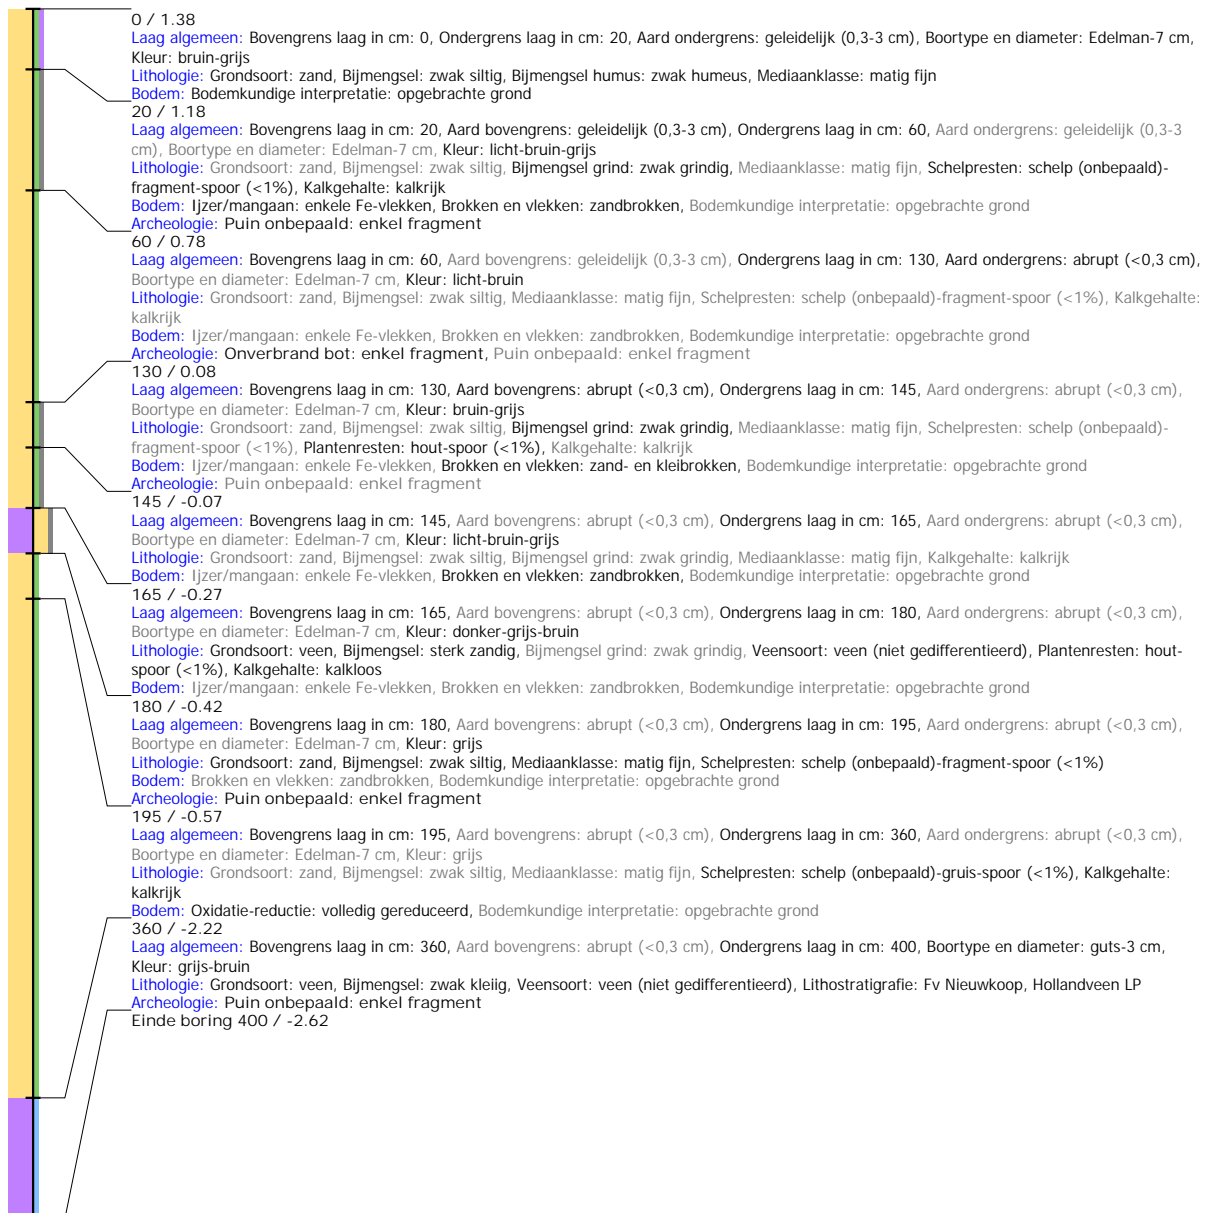 0 / 1.38
Laag algemeen: Bovengrens laag in cm: 0, Ondergrens laag in cm: 20, Aard ondergrens: geleidelijk (0,3-3 cm), Boortype en diameter: Edelman-7 cm,
Kleur: bruin-grijs
Lithologie: Grondsoort: zand, Bijmengsel: zwak siltig, Bijmengsel humus: zwak humeus, Mediaanklasse: matig fijn
Bodem: Bodemkundige interpretatie: opgebrachte grond
20 / 1.18
Laag algemeen: Bovengrens laag in cm: 20, Aard bovengrens: geleidelijk (0,3-3 cm), Ondergrens laag in cm: 60, Aard ondergrens: geleidelijk (0,3-3
cm), Boortype en diameter: Edelman-7 cm, Kleur: licht-bruin-grijs
Lithologie: Grondsoort: zand, Bijmengsel: zwak siltig, Bijmengsel grind: zwak grindig, Mediaanklasse: matig fijn, Schelpresten: schelp (onbepaald)-
fragment-spoor (<1%), Kalkgehalte: kalkrijk
Bodem: Ijzer/mangaan: enkele Fe-vlekken, Brokken en vlekken: zandbrokken, Bodemkundige interpretatie: opgebrachte grond
Archeologie: Puin onbepaald: enkel fragment
60 / 0.78
Laag algemeen: Bovengrens laag in cm: 60, Aard bovengrens: geleidelijk (0,3-3 cm), Ondergrens laag in cm: 130, Aard ondergrens: abrupt (<0,3 cm),
Boortype en diameter: Edelman-7 cm, Kleur: licht-bruin
Lithologie: Grondsoort: zand, Bijmengsel: zwak siltig, Mediaanklasse: matig fijn, Schelpresten: schelp (onbepaald)-fragment-spoor (<1%), Kalkgehalte:
kalkrijk
Bodem: Ijzer/mangaan: enkele Fe-vlekken, Brokken en vlekken: zandbrokken, Bodemkundige interpretatie: opgebrachte grond
Archeologie: Onverbrand bot: enkel fragment, Puin onbepaald: enkel fragment
130 / 0.08
Laag algemeen: Bovengrens laag in cm: 130, Aard bovengrens: abrupt (<0,3 cm), Ondergrens laag in cm: 145, Aard ondergrens: abrupt (<0,3 cm),
Boortype en diameter: Edelman-7 cm, Kleur: bruin-grijs
Lithologie: Grondsoort: zand, Bijmengsel: zwak siltig, Bijmengsel grind: zwak grindig, Mediaanklasse: matig fijn, Schelpresten: schelp (onbepaald)-
fragment-spoor (<1%), Plantenresten: hout-spoor (<1%), Kalkgehalte: kalkrijk
Bodem: Ijzer/mangaan: enkele Fe-vlekken, Brokken en vlekken: zand- en kleibrokken, Bodemkundige interpretatie: opgebrachte grond
Archeologie: Puin onbepaald: enkel fragment
145 / -0.07
Laag algemeen: Bovengrens laag in cm: 145, Aard bovengrens: abrupt (<0,3 cm), Ondergrens laag in cm: 165, Aard ondergrens: abrupt (<0,3 cm),
Boortype en diameter: Edelman-7 cm, Kleur: licht-bruin-grijs
Lithologie: Grondsoort: zand, Bijmengsel: zwak siltig, Bijmengsel grind: zwak grindig, Mediaanklasse: matig fijn, Kalkgehalte: kalkrijk
Bodem: Ijzer/mangaan: enkele Fe-vlekken, Brokken en vlekken: zandbrokken, Bodemkundige interpretatie: opgebrachte grond
165 / -0.27
Laag algemeen: Bovengrens laag in cm: 165, Aard bovengrens: abrupt (<0,3 cm), Ondergrens laag in cm: 180, Aard ondergrens: abrupt (<0,3 cm),
Boortype en diameter: Edelman-7 cm, Kleur: donker-grijs-bruin
Lithologie: Grondsoort: veen, Bijmengsel: sterk zandig, Bijmengsel grind: zwak grindig, Veensoort: veen (niet gedifferentieerd), Plantenresten: hout-
spoor (<1%), Kalkgehalte: kalkloos
Bodem: Ijzer/mangaan: enkele Fe-vlekken, Brokken en vlekken: zandbrokken, Bodemkundige interpretatie: opgebrachte grond
180 / -0.42
Laag algemeen: Bovengrens laag in cm: 180, Aard bovengrens: abrupt (<0,3 cm), Ondergrens laag in cm: 195, Aard ondergrens: abrupt (<0,3 cm),
Boortype en diameter: Edelman-7 cm, Kleur: grijs
Lithologie: Grondsoort: zand, Bijmengsel: zwak siltig, Mediaanklasse: matig fijn, Schelpresten: schelp (onbepaald)-fragment-spoor (<1%)
Bodem: Brokken en vlekken: zandbrokken, Bodemkundige interpretatie: opgebrachte grond
Archeologie: Puin onbepaald: enkel fragment
195 / -0.57
Laag algemeen: Bovengrens laag in cm: 195, Aard bovengrens: abrupt (<0,3 cm), Ondergrens laag in cm: 360, Aard ondergrens: abrupt (<0,3 cm),
Boortype en diameter: Edelman-7 cm, Kleur: grijs
Lithologie: Grondsoort: zand, Bijmengsel: zwak siltig, Mediaanklasse: matig fijn, Schelpresten: schelp (onbepaald)-gruis-spoor (<1%), Kalkgehalte:
kalkrijk
Bodem: Oxidatie-reductie: volledig gereduceerd, Bodemkundige interpretatie: opgebrachte grond
360 / -2.22
Laag algemeen: Bovengrens laag in cm: 360, Aard bovengrens: abrupt (<0,3 cm), Ondergrens laag in cm: 400, Boortype en diameter: guts-3 cm,
Kleur: grijs-bruin
Lithologie: Grondsoort: veen, Bijmengsel: zwak kleiig, Veensoort: veen (niet gedifferentieerd), Lithostratigrafie: Fv Nieuwkoop, Hollandveen LP
Archeologie: Puin onbepaald: enkel fragment
Einde boring 400 / -2.62